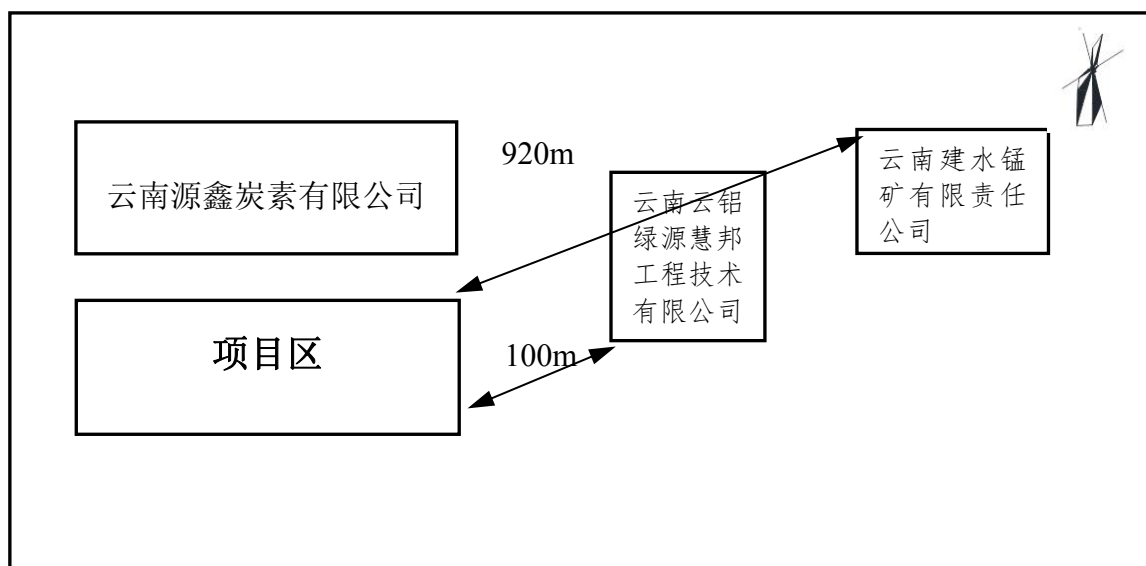 920m
云南源鑫炭素有限公司
云南云铝
绿源慧邦
工程技术
有限公司
云南建水锰
矿有限责任
公司
项目区
100m